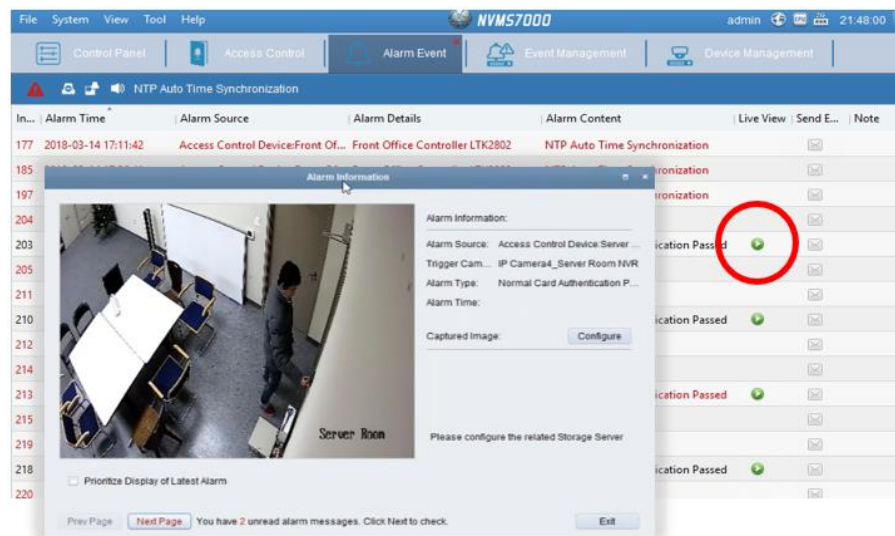 File System View Tool Help NVMS7000 admin 21:48:00
Control Panel Access Control Alarm Event Event Management Device Management
NTP Auto Time Synchronization
In... Alarm Time Alarm Source Alarm Details Alarm Content Live View Send E... Note
177 2018-03-14 17:11:42 Access Control Device:Front Of... Front Office Controller LTK2802 NTP Auto Time Synchronization
185 ronization
Alarm Information
197 ronization
204
Alarm Information:
203 Alarm Source: Access Control Device:Server ... ication Passed
Trigger Cam... IP Camera4_Server Room NVR
205
Alarm Type: Normal Card Authentication P...
211
Alarm Time:
210 ication Passed
Captured Image: Configure
212
214
213 ication Passed
215
Server Room
Please configure the related Storage Server
219
218 ication Passed
Prioritize Display of Latest Alarm
220
Prev Page Next Page You have 2 unread alarm messages. Click Next to check. Exit